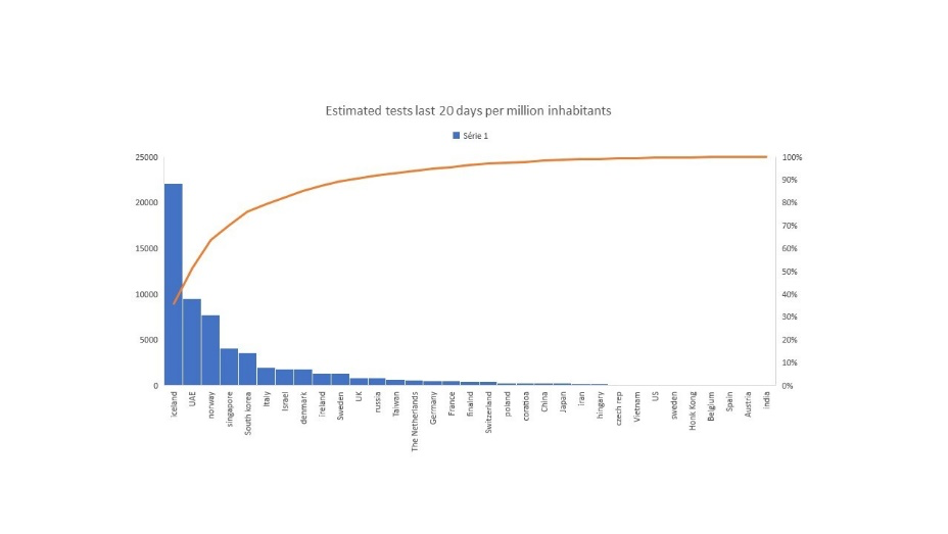 Estimated tests last 20 days per million inhabitants
Série 1
25000
20000
15000
10000
5000
0
100%
90%
80%
70%
60%
50%
40%
30%
20%
10%
0%
Iceland
UAE
norway
singapore
South korea
Italy
Israel
denmark
ireland
Sweden
UK
russia
Taiwan
The Netherlands
Germany
France
finalnd
Switzerland
poland
coratioa
China
Japan
iran
hingary
czech rep
Vietnam
US
sweden
Honk Kong
Belgium
Spain
Austria
india